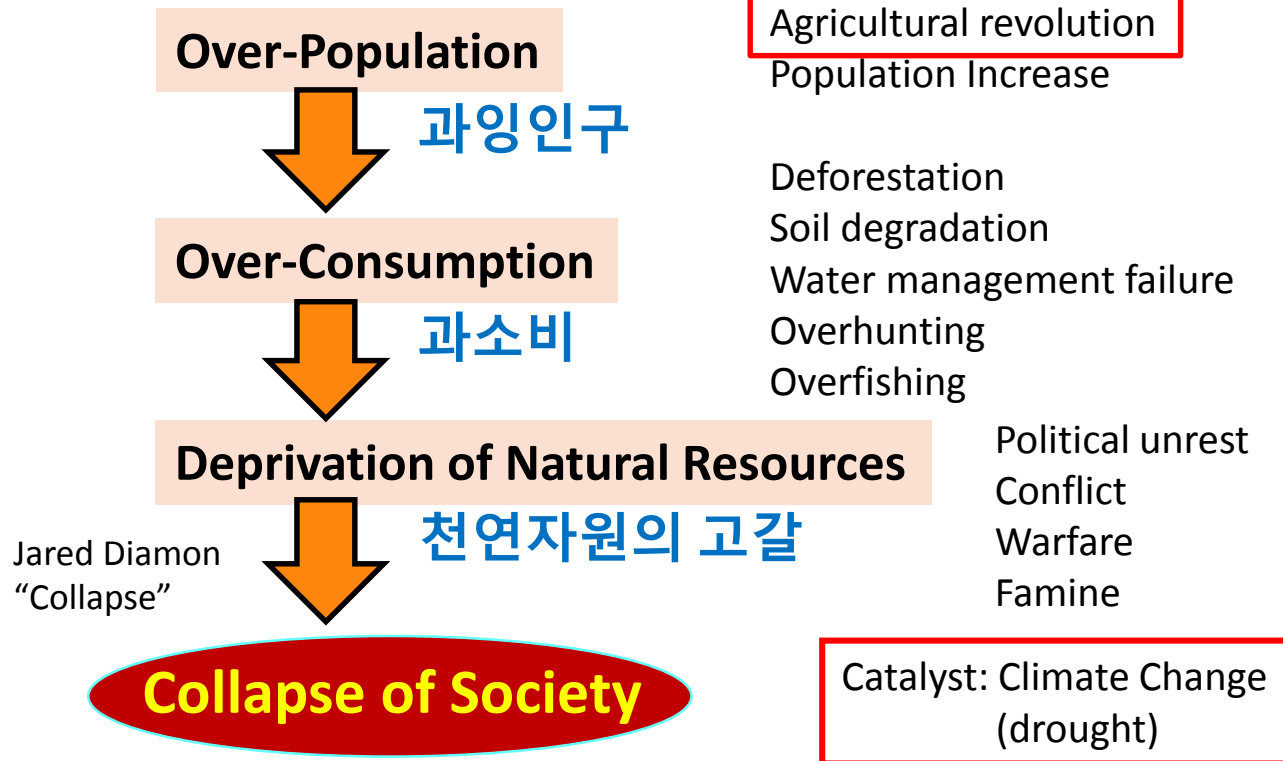 Over-Population
Agricultural revolution
Population Increase
과잉인구
Deforestation
Soil degradation
Water management failure
Overhunting
Overfishing
Over-Consumption
과소비
Deprivation of Natural Resources
Political unrest
Conflict
Warfare
Famine
천연자원의 고갈
Jared Diamon
“Collapse”
Collapse of Society
Catalyst: Climate Change
(drought)